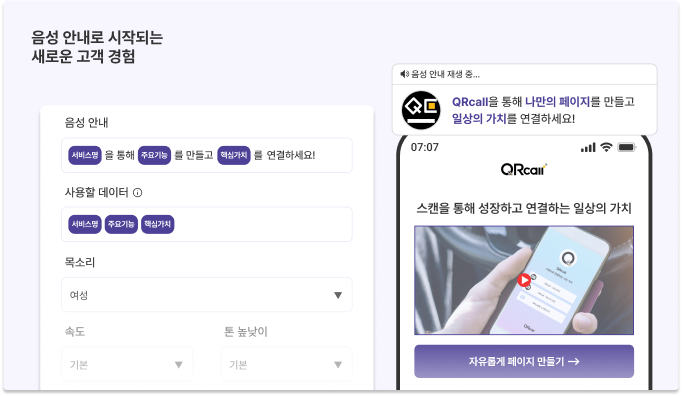 음성 안내로 시작되는
새로운 고객 경험
음성 안내
서비스명 을 통해 주요기능 를 만들고 핵심가치 를 연결하세요!
사용할 데이터
서비스명 주요기능 핵심가치
목소리
여성
속도
톤 높낮이
기본
기본
음성 안내 재생 중...
QRcall을 통해 나만의 페이지를 만들고
일상의 가치를 연결하세요!
07:07
QRcall
스캔을 통해 성장하고 연결하는 일상의 가치
QRcall
자유롭게 페이지 만들기